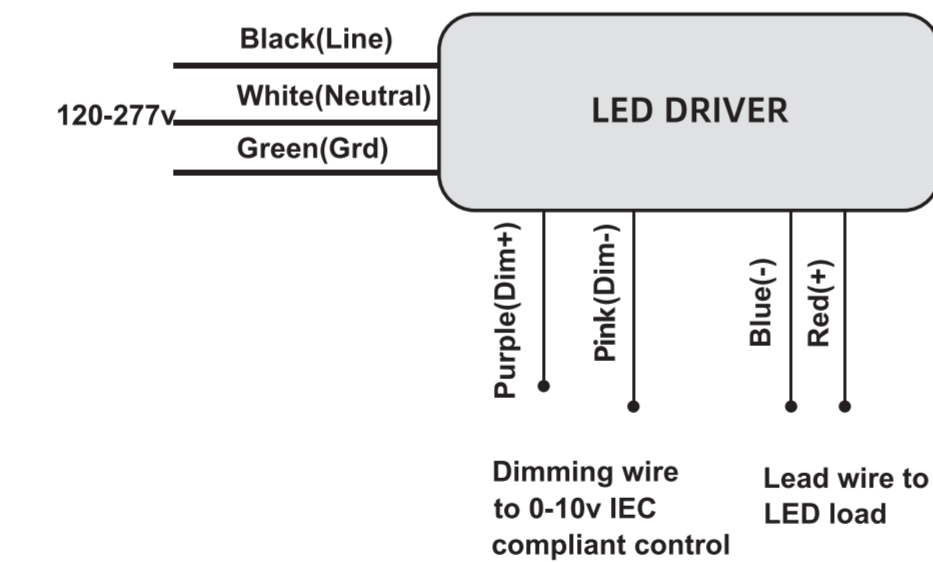 Black(Line)
White(Neutral)
120-277v
Green(Grd)
LED DRIVER
Purple(Dim+)
Pink(Dim-)
Blue(-)
Red(+)
Dimming wire
to 0-10v IEC
compliant control
Lead wire to
LED load